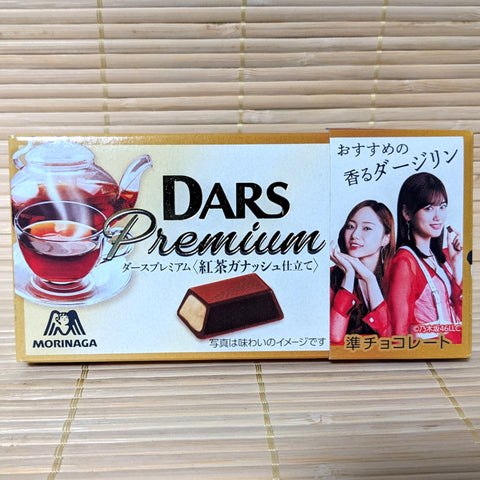 DARS
Premium
ダースプレミアム〈紅茶ガナッシュ仕立て〉
MORINAGA
写真は味わいのイメージです
おすすめの
香るダージリン
©乃木坂46LLC
準チョコレート